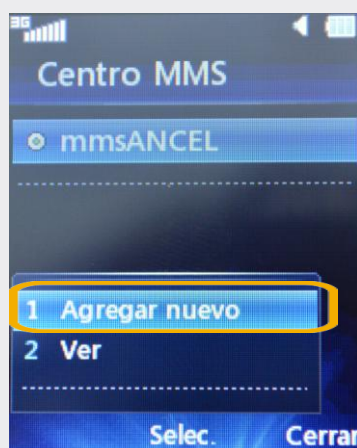 3G
Centro MMS
mmsANCEL
1 Agregar nuevo
2 Ver
Selec. Cerrar